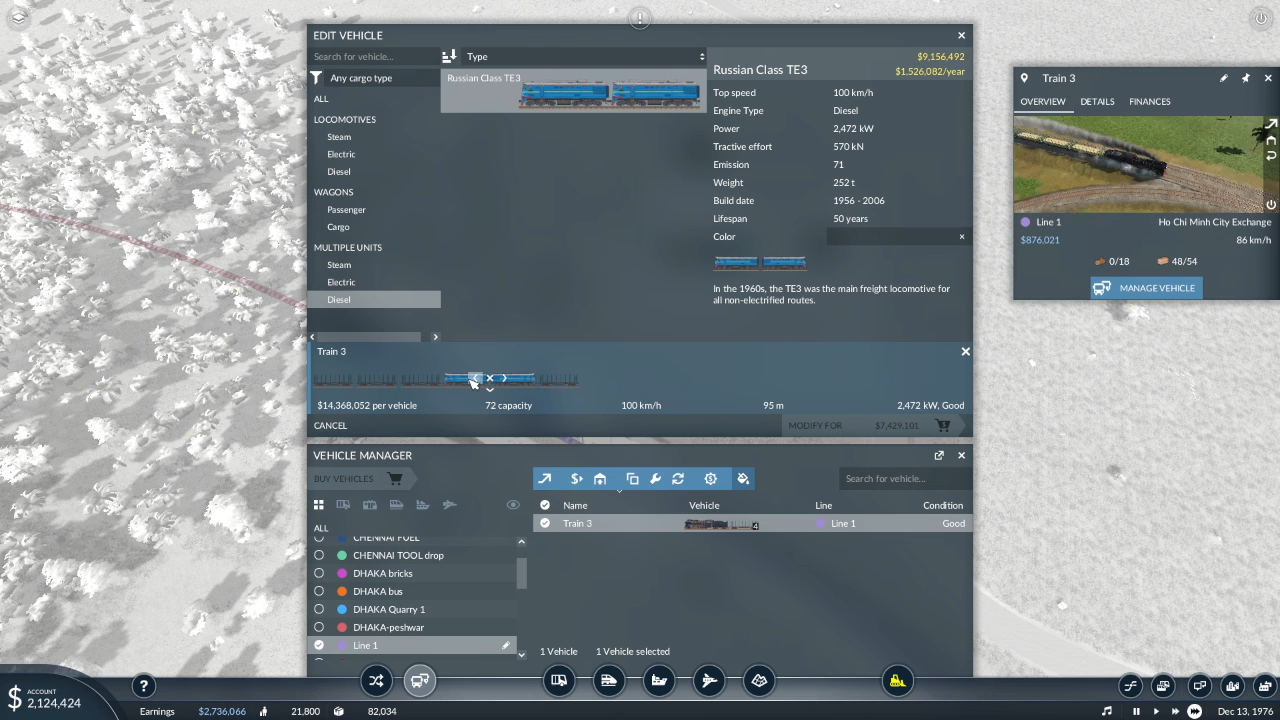 EDIT VEHICLE
Search for vehicle...
Type
Any cargo type
ALL
LOCOMOTIVES
Steam
Electric
Diesel
WAGONS
Passenger
Cargo
MULTIPLE UNITS
Steam
Electric
Diesel
Russian Class TE3
$9,156,492
Russian Class TE3
$1,526,082/year
Top speed 100 km/h
Engine Type Diesel
Power 2,472 kW
Tractive effort 570 kN
Emission 71
Weight 252 t
Build date 1956 - 2006
Lifespan 50 years
Color
In the 1960s, the TE3 was the main freight locomotive for
all non-electrified routes.
Train 3
$14,368,052 per vehicle 72 capacity 100 km/h 95 m 2,472 kW, Good
CANCEL
MODIFY FOR $7,429,101
Train 3
OVERVIEW DETAILS FINANCES
Line 1 Ho Chi Minh City Exchange
$876,021 86 km/h
0/18 48/54
MANAGE VEHICLE
VEHICLE MANAGER
BUY VEHICLES
Search for vehicle...
ALL
CHENNAI FUEL
CHENNAI TOOL drop
DHAKA bricks
DHAKA bus
DHAKA Quarry 1
DHAKA-peshwar
Line 1
Name Vehicle Line Condition
Train 3 4 Line 1 Good
1 Vehicle 1 Vehicle selected
$ ACCOUNT
2,124,424
?
Earnings $2,736,066 21,800 82,034
Dec 13, 1976